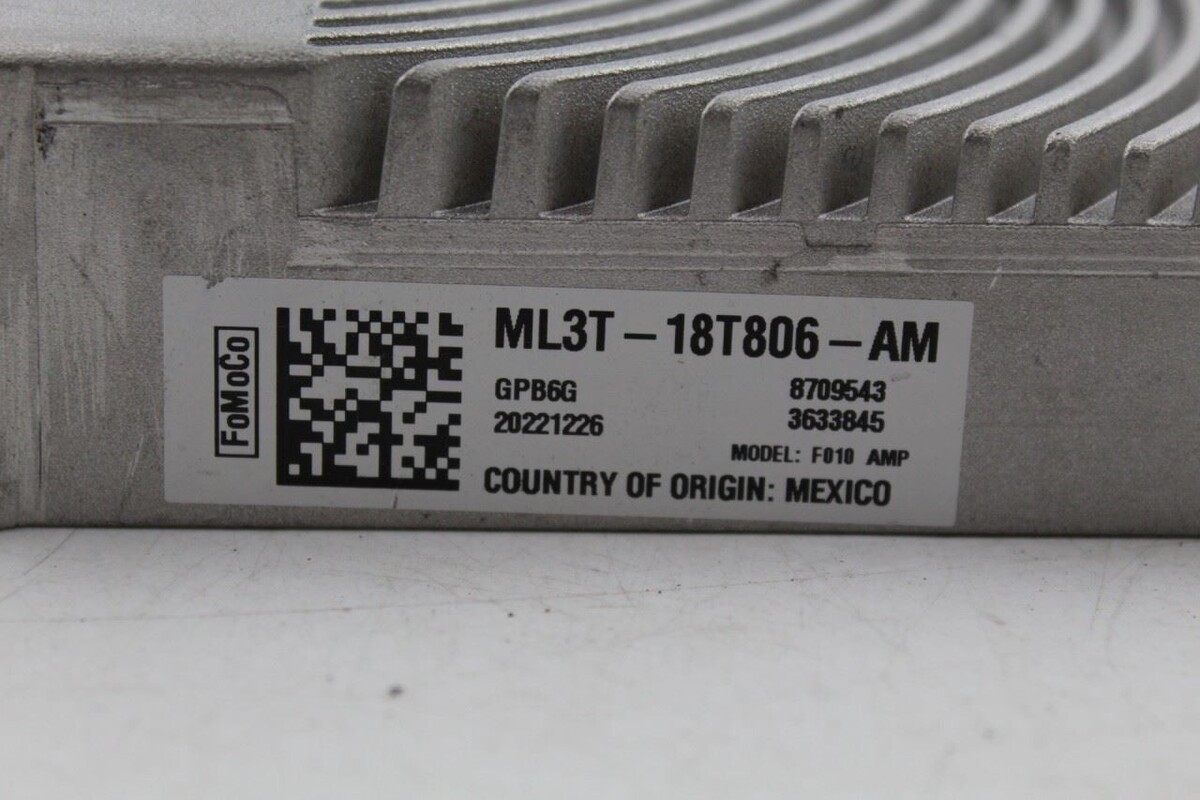 FoMoCo
ML3T-18T806-AM
GPB6G 8709543
20221226 3633845
MODEL: F010 AMP
COUNTRY OF ORIGIN: MEXICO